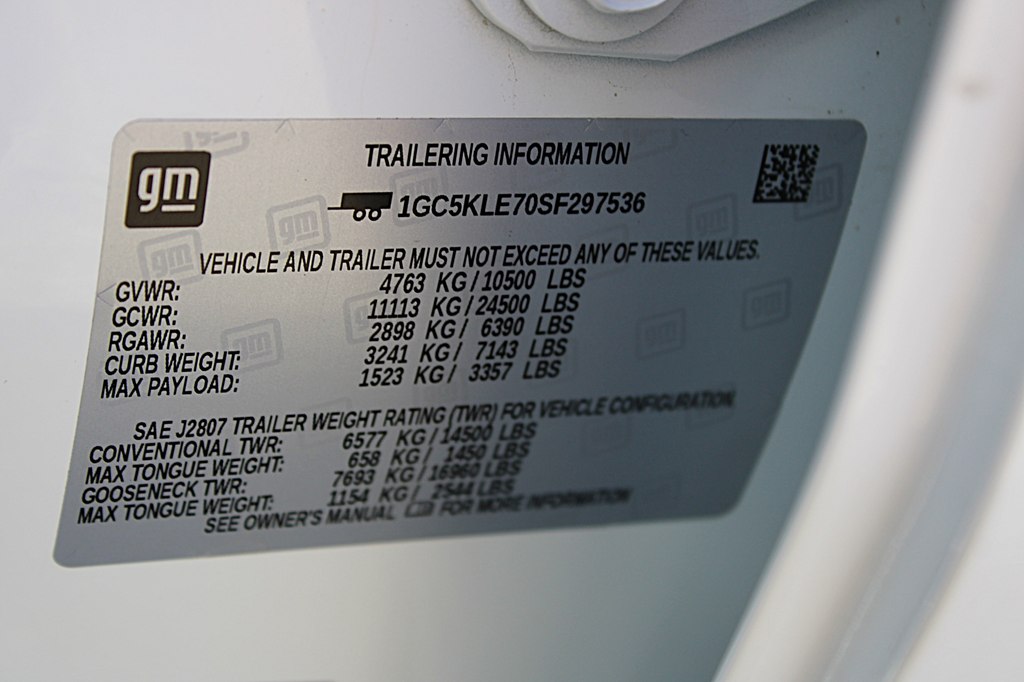 gm
TRAILERING INFORMATION
1GC5KLE70SF297536
VEHICLE AND TRAILER MUST NOT EXCEED ANY OF THESE VALUES.
GVWR: 4763 KG / 10500 LBS
GCWR: 11113 KG / 24500 LBS
RGAWR: 2898 KG / 6390 LBS
CURB WEIGHT: 3241 KG / 7143 LBS
MAX PAYLOAD: 1523 KG / 3357 LBS
SAE J2807 TRAILER WEIGHT RATING (TWR) FOR VEHICLE CONFIGURATION.
CONVENTIONAL TWR: 6577 KG / 14500 LBS
MAX TONGUE WEIGHT: 658 KG / 1450 LBS
GOOSENECK TWR: 7693 KG / 16960 LBS
MAX TONGUE WEIGHT: 1154 KG / 2544 LBS
SEE OWNER'S MANUAL FOR MORE INFORMATION